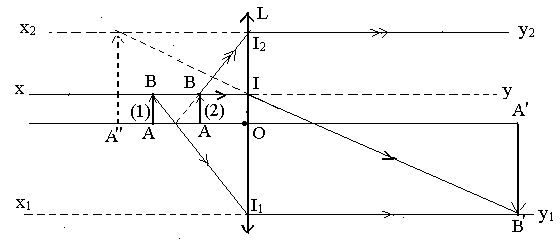 L
x₂ y₂
I₂
B B I
x y
(1) (2) A'
A'' A A O
x₁ I₁ y₁
B'